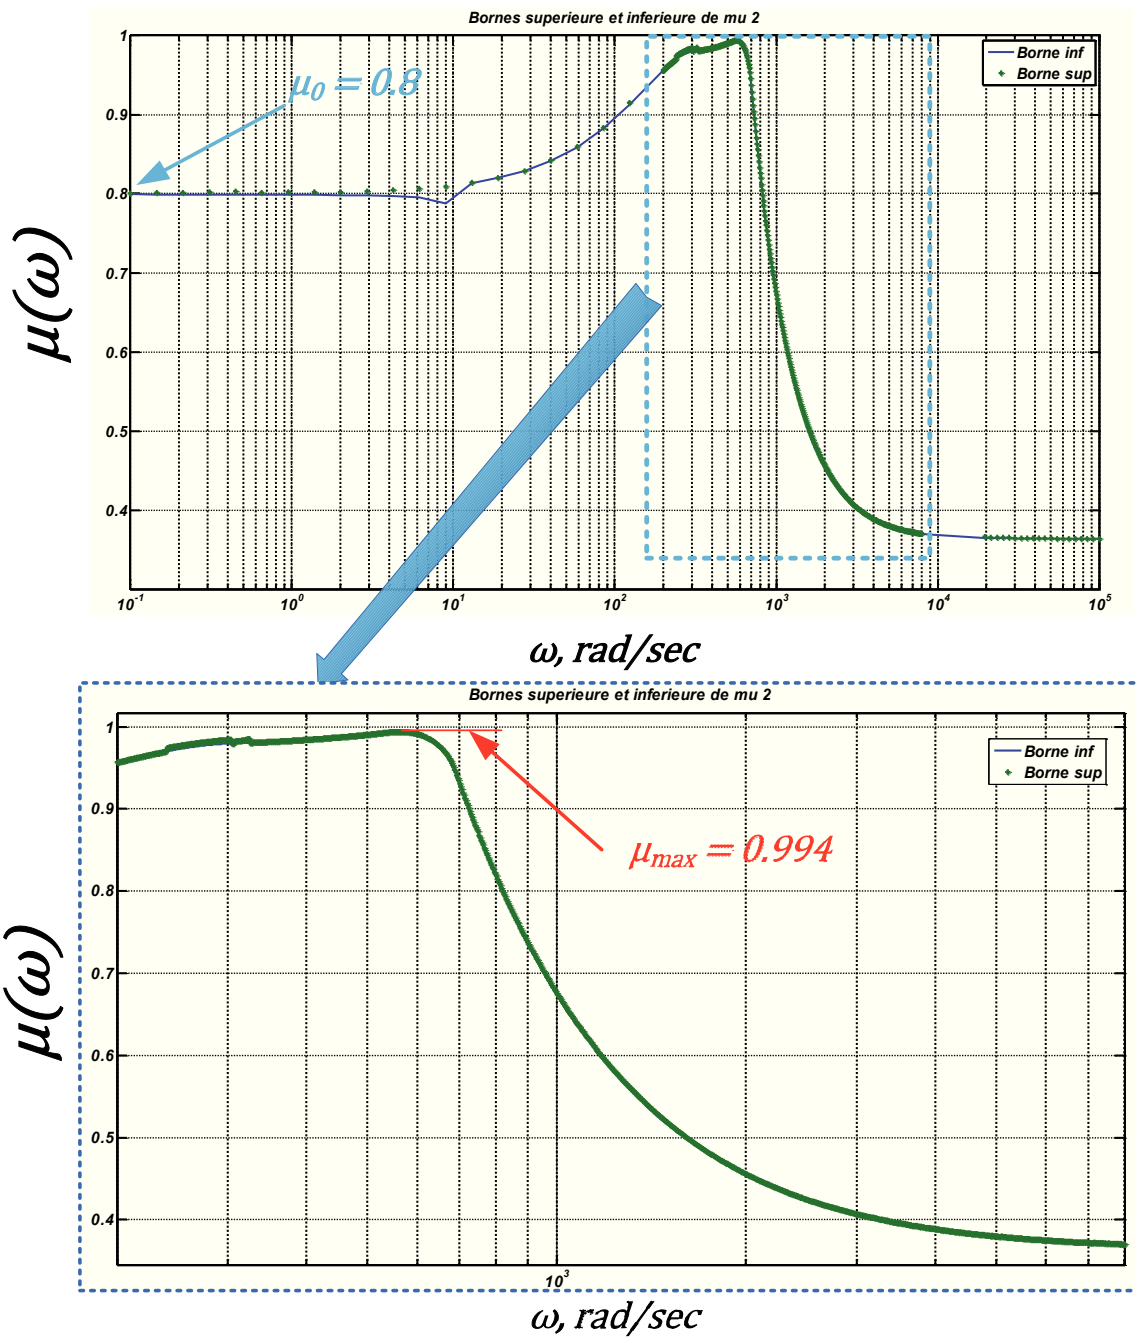 Bornes superieure et inferieure de mu 2
1
0.9
0.8
0.7
0.6
0.5
0.4
μ(ω)
μ₀ = 0.8
Borne inf
Borne sup
10⁻¹ 10⁰ 10¹ 10² 10³ 10⁴ 10⁵
ω, rad/sec
Bornes superieure et inferieure de mu 2
1
0.9
0.8
0.7
0.6
0.5
0.4
μ(ω)
Borne inf
Borne sup
μmax = 0.994
10³
ω, rad/sec